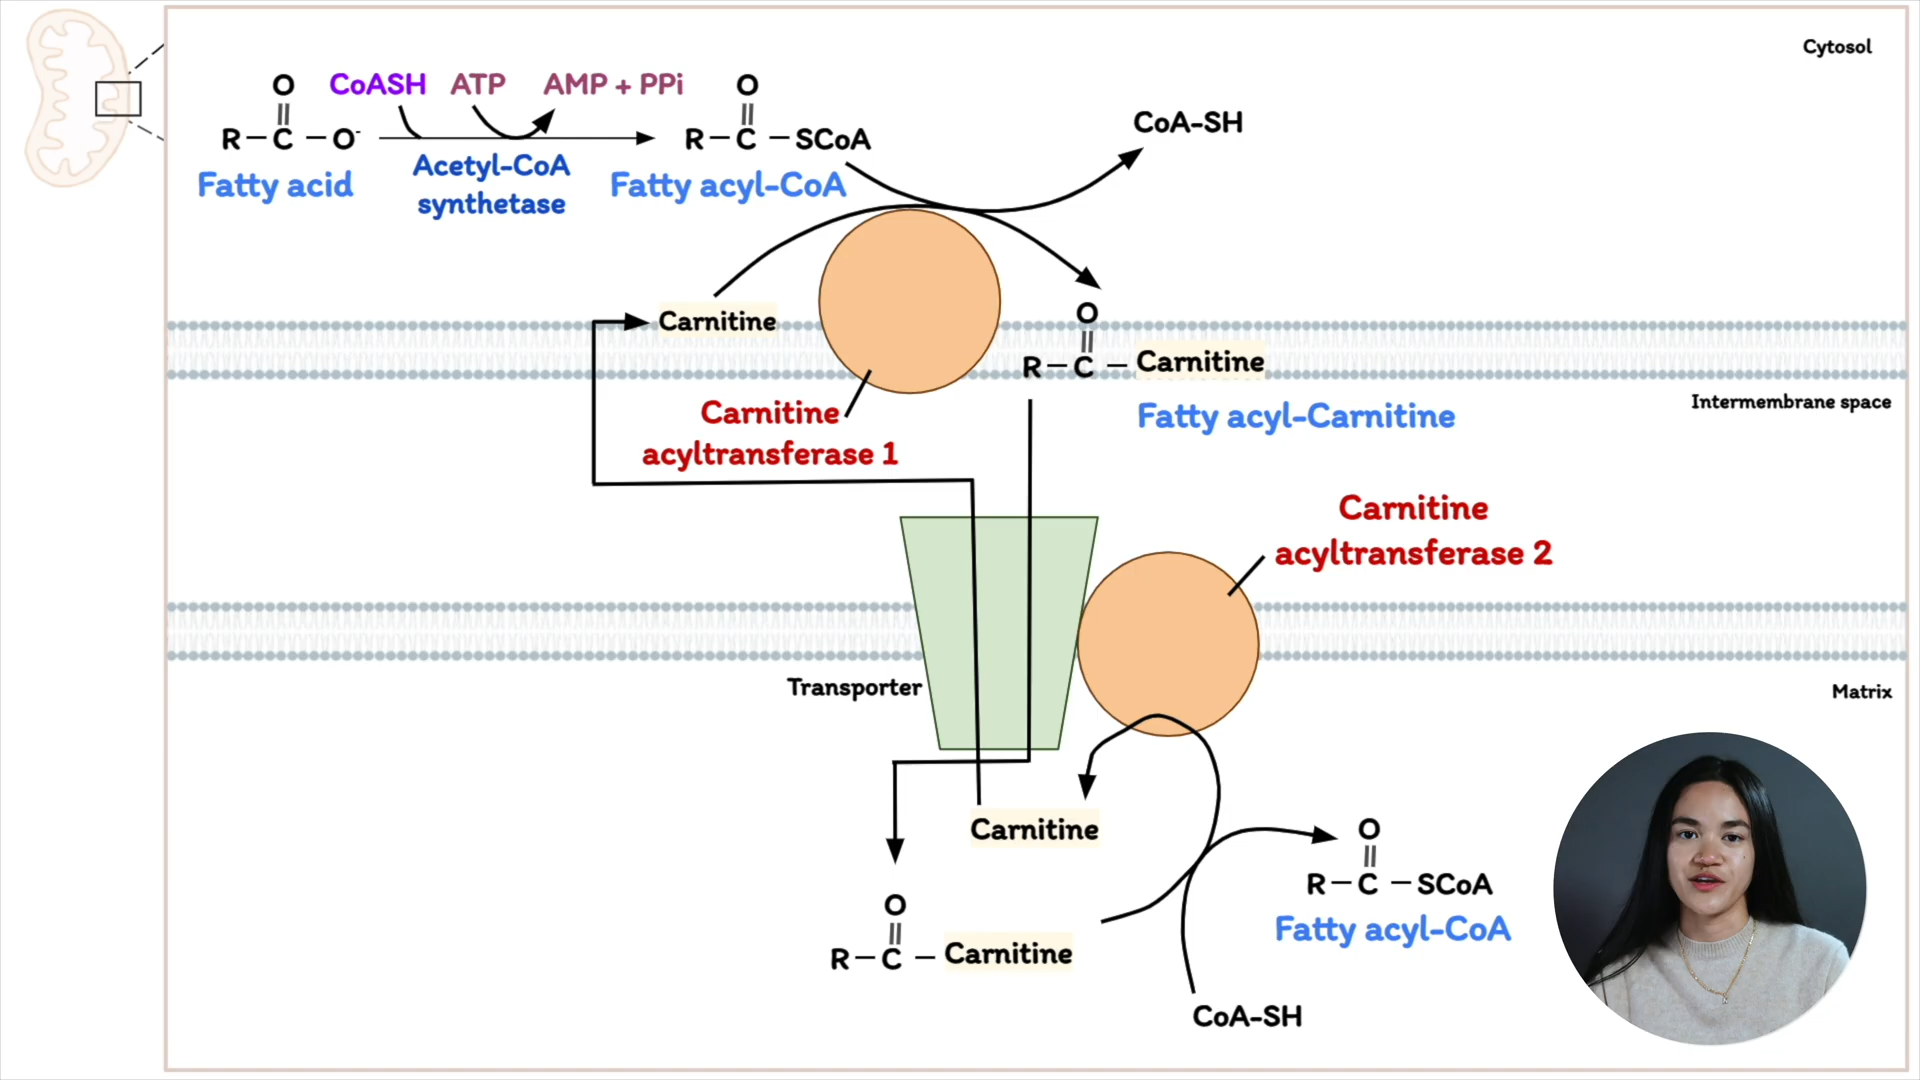 Cytosol
O
CoASH
ATP
AMP + PPi
O
R – C – O-
R – C – SCoA
CoA-SH
Acetyl-CoA
synthetase
Fatty acid
Fatty acyl-CoA
Carnitine
O
R – C – Carnitine
Fatty acyl-Carnitine
Intermembrane space
Carnitine
acyltransferase 1
Carnitine
acyltransferase 2
Transporter
Matrix
Carnitine
O
R – C – SCoA
Fatty acyl-CoA
O
R – C – Carnitine
CoA-SH